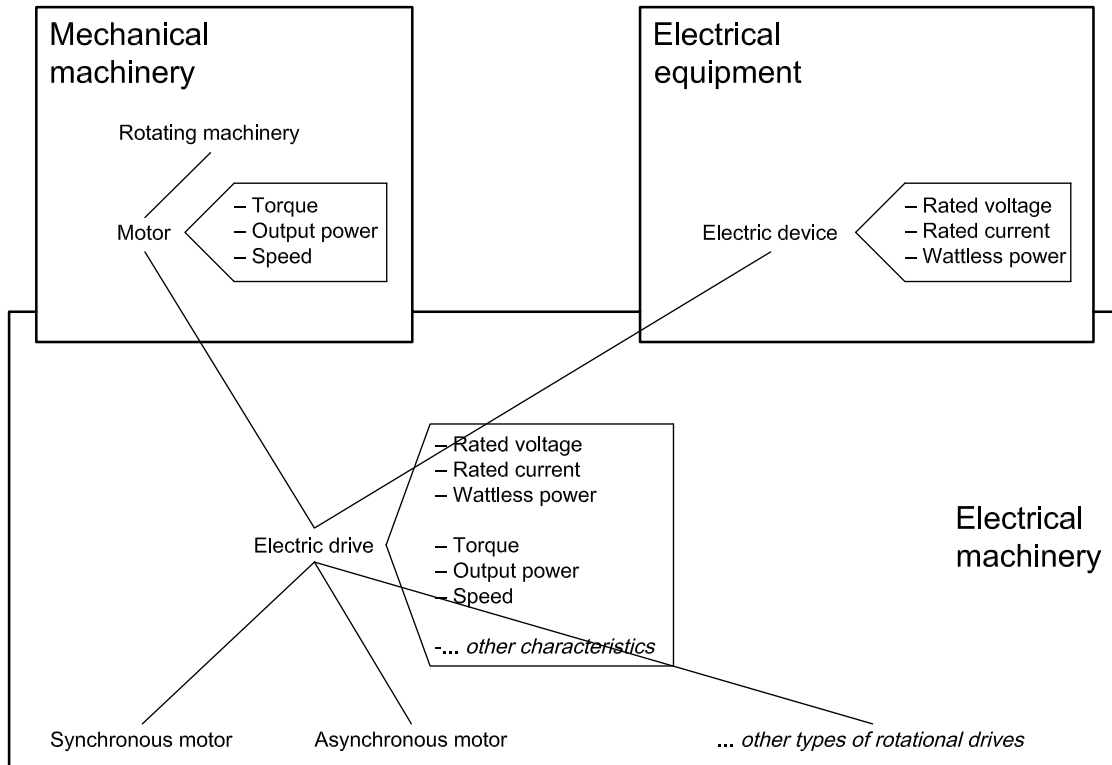 Mechanical
machinery
Electrical
equipment
Rotating machinery
Motor
– Torque
– Output power
– Speed
Electric device
– Rated voltage
– Rated current
– Wattless power
– Rated voltage
– Rated current
– Wattless power
Electric drive
– Torque
– Output power
– Speed
-... other characteristics
Electrical
machinery
Synchronous motor
Asynchronous motor
... other types of rotational drives